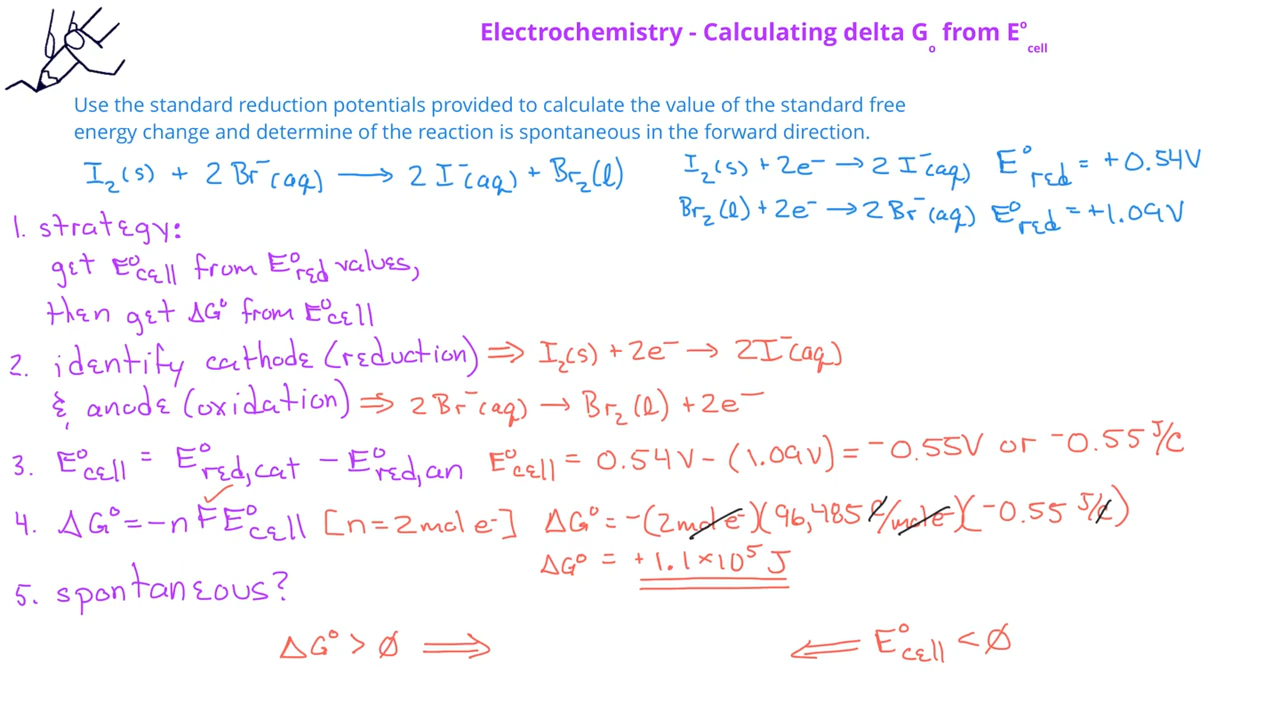 Electrochemistry - Calculating delta G₀ from E°cell
Use the standard reduction potentials provided to calculate the value of the standard free
energy change and determine of the reaction is spontaneous in the forward direction.
I₂(s) + 2 Br⁻(aq) → 2 I⁻(aq) + Br₂(l)
I₂(s) + 2e⁻ → 2 I⁻(aq) E°red = +0.54V
Br₂(l) + 2e⁻ → 2 Br⁻(aq) E°red = +1.09V
1. strategy:
get E°cell from E°red values,
then get ΔG° from E°cell
2. identify cathode (reduction) ⇒ I₂(s) + 2e⁻ → 2I⁻(aq)
& anode (oxidation) ⇒ 2Br⁻(aq) → Br₂(l) + 2e⁻
3. E°cell = E°red,cat - E°red,an E°cell = 0.54V - (1.09V) = -0.55V or -0.55 J/C
4. ΔG° = -nFE°cell [n = 2 mol e⁻] ΔG° = -(2 mol e⁻)(96,485 C/mol e⁻)(-0.55 J/C)
ΔG° = +1.1×10⁵ J
5. spontaneous?
ΔG° > 0 ⇒ ⇐ E°cell < 0